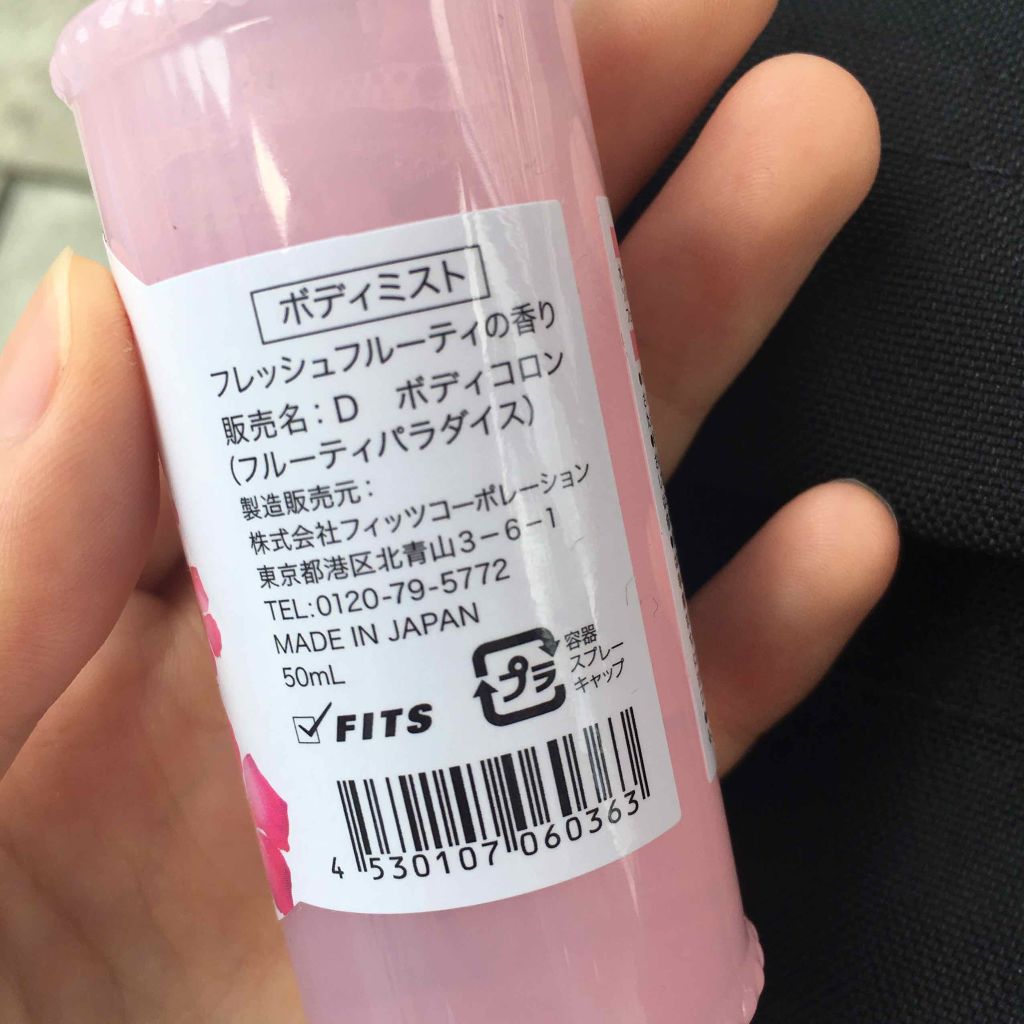 ボディミスト
フレッシュフルーティの香り
販売名：D　ボディコロン
(フルーティパラダイス)
製造販売元：
株式会社フィッツコーポレーション
東京都港区北青山3-6-1
TEL:0120-79-5772
MADE IN JAPAN
50mL
プラ
容器
スプレー
キャップ
FITS
4 530107 060363